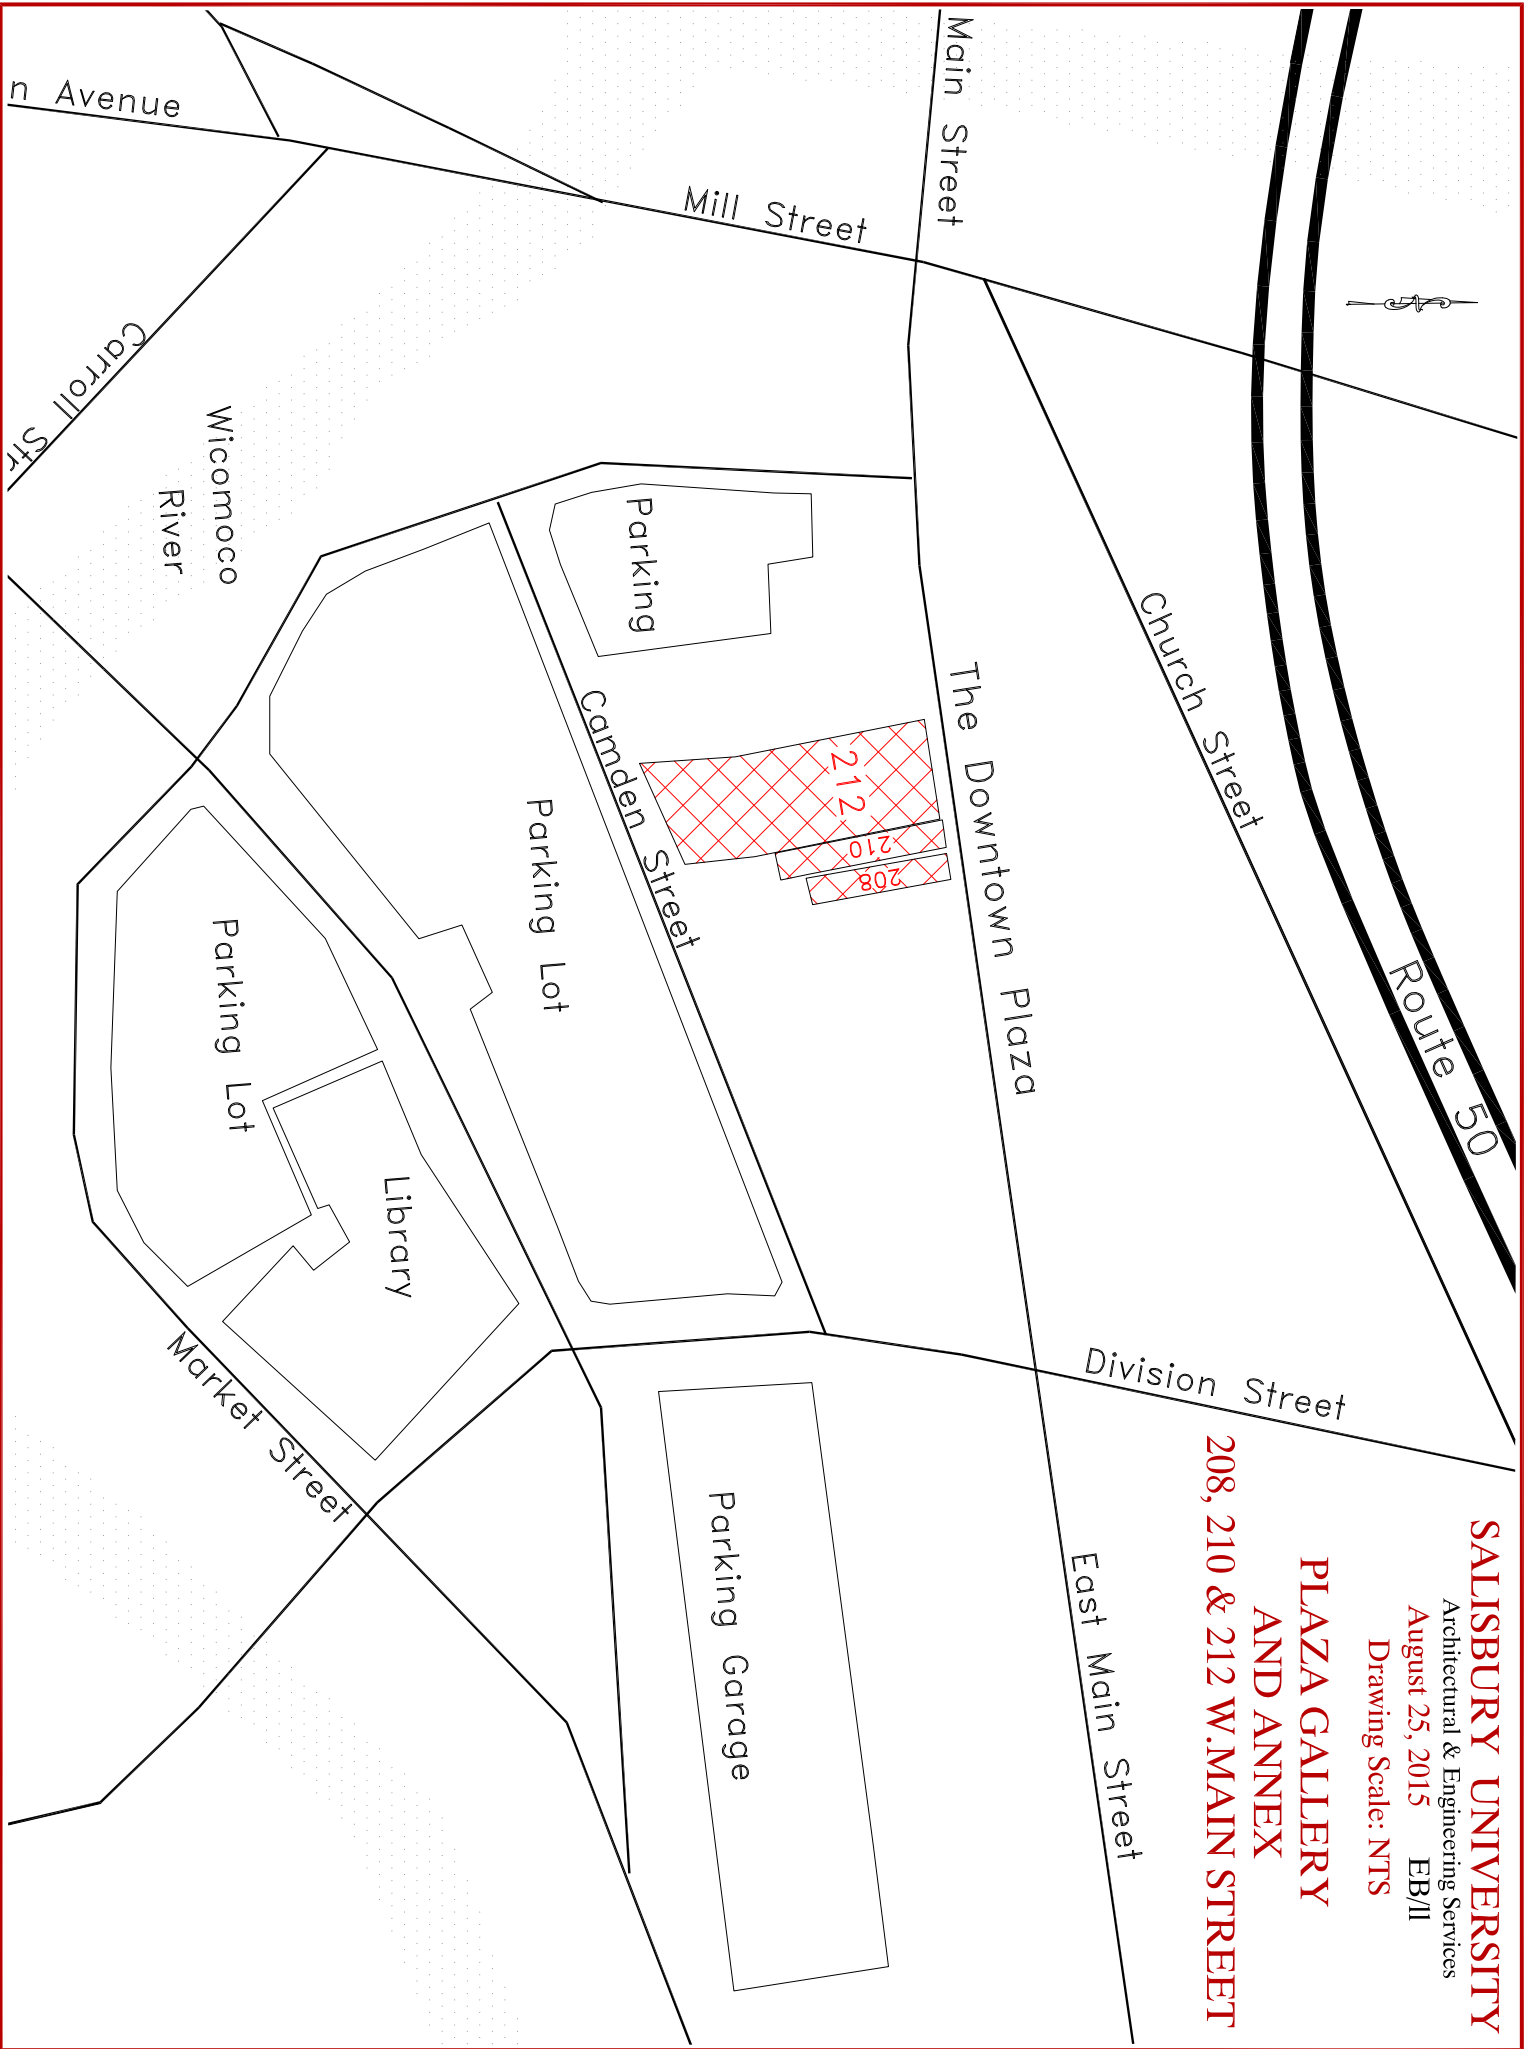 SALISBURY UNIVERSITY
Architectural & Engineering Services
August 25, 2015 EB/ll
Drawing Scale: NTS
PLAZA GALLERY
AND ANNEX
208, 210 & 212 W.MAIN STREET
Route 50
Church Street
Division Street
Main Street
The Downtown Plaza
East Main Street
Mill Street
212
210
208
Parking
Camden Street
Parking Lot
Parking Garage
Library
Parking Lot
Market Street
Wicomoco
River
n Avenue
Carroll Str